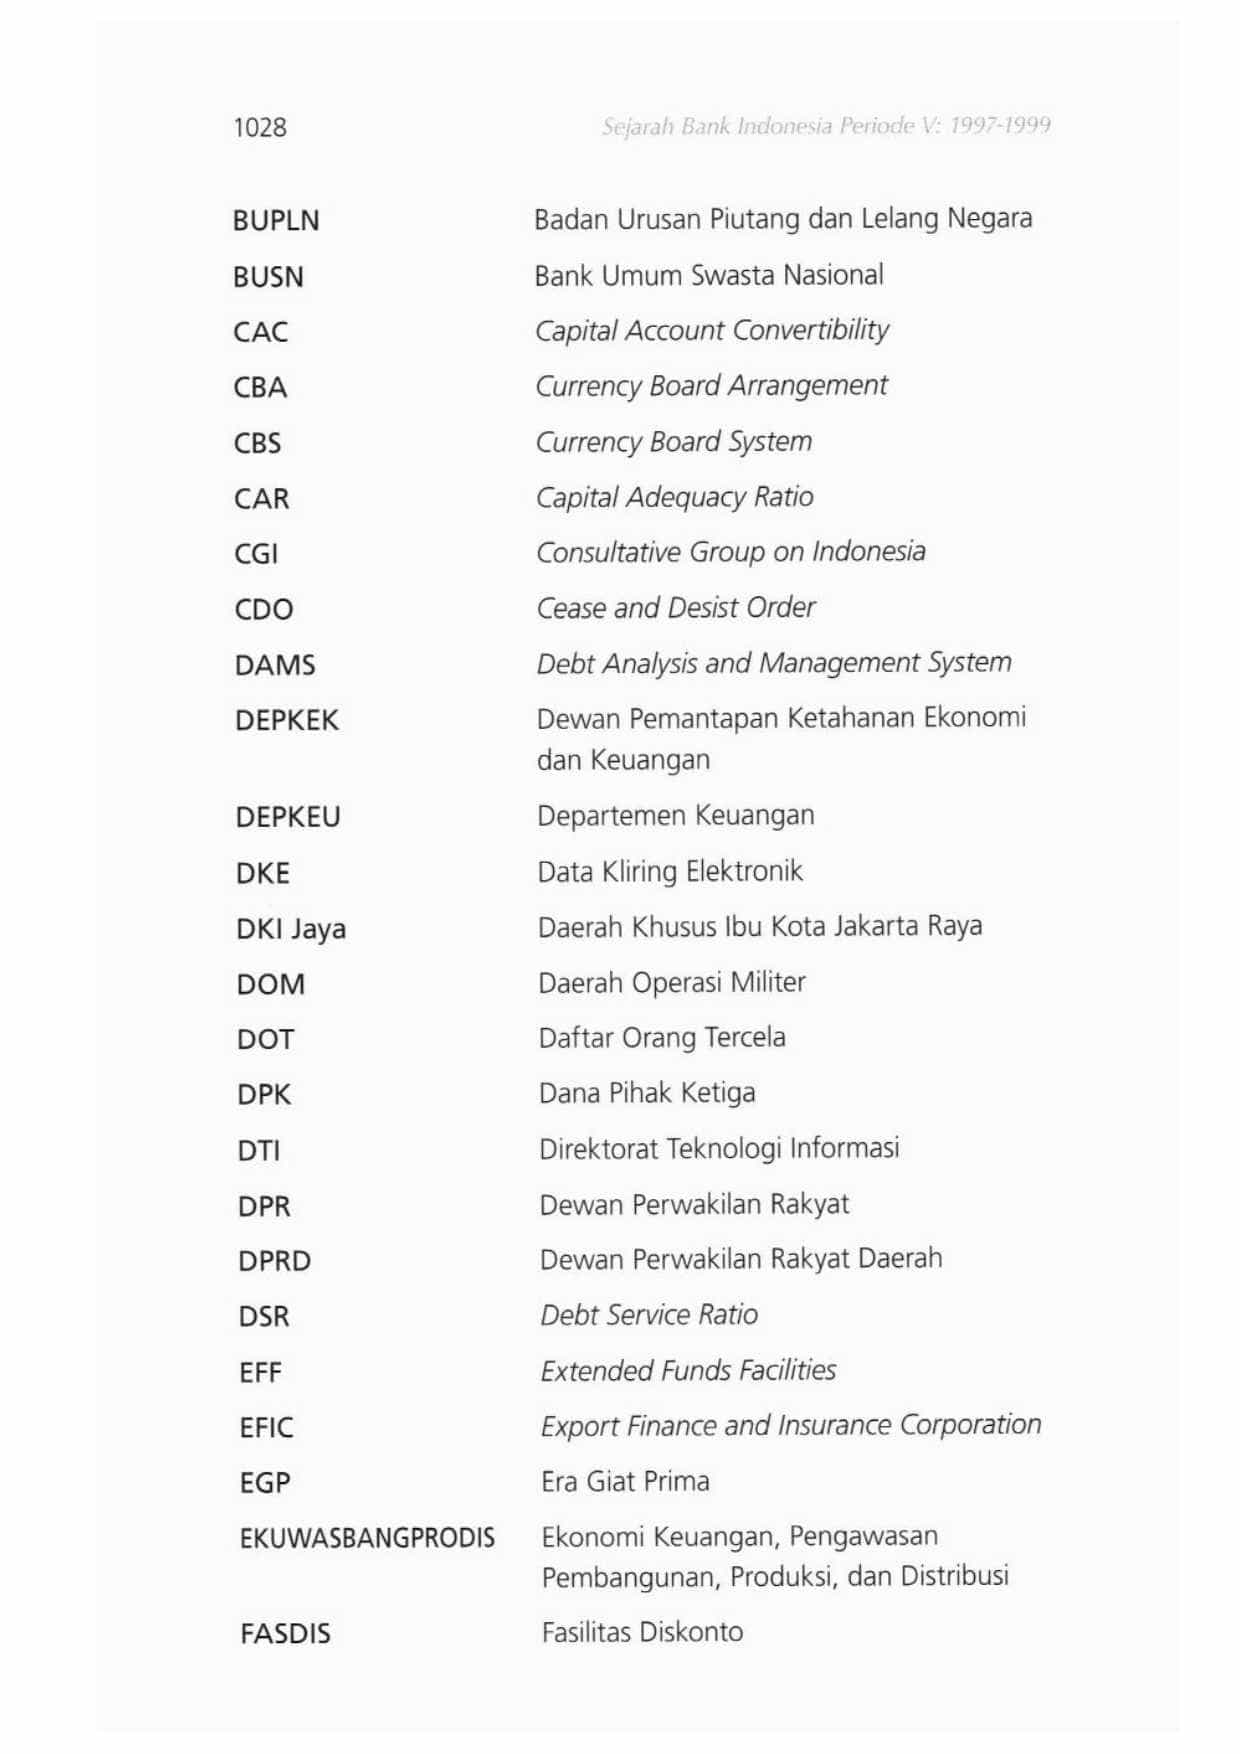 1028 Sejarah Bank Indonesia Periode V: 1997-1999
BUPLN Badan Urusan Piutang dan Lelang Negara
BUSN Bank Umum Swasta Nasional
CAC Capital Account Convertibility
CBA Currency Board Arrangement
CBS Currency Board System
CAR Capital Adequacy Ratio
CGI Consultative Group on Indonesia
CDO Cease and Desist Order
DAMS Debt Analysis and Management System
DEPKEK Dewan Pemantapan Ketahanan Ekonomi
dan Keuangan
DEPKEU Departemen Keuangan
DKE Data Kliring Elektronik
DKI Jaya Daerah Khusus Ibu Kota Jakarta Raya
DOM Daerah Operasi Militer
DOT Daftar Orang Tercela
DPK Dana Pihak Ketiga
DTI Direktorat Teknologi Informasi
DPR Dewan Perwakilan Rakyat
DPRD Dewan Perwakilan Rakyat Daerah
DSR Debt Service Ratio
EFF Extended Funds Facilities
EFIC Export Finance and Insurance Corporation
EGP Era Giat Prima
EKUWASBANGPRODIS Ekonomi Keuangan, Pengawasan
Pembangunan, Produksi, dan Distribusi
FASDIS Fasilitas Diskonto